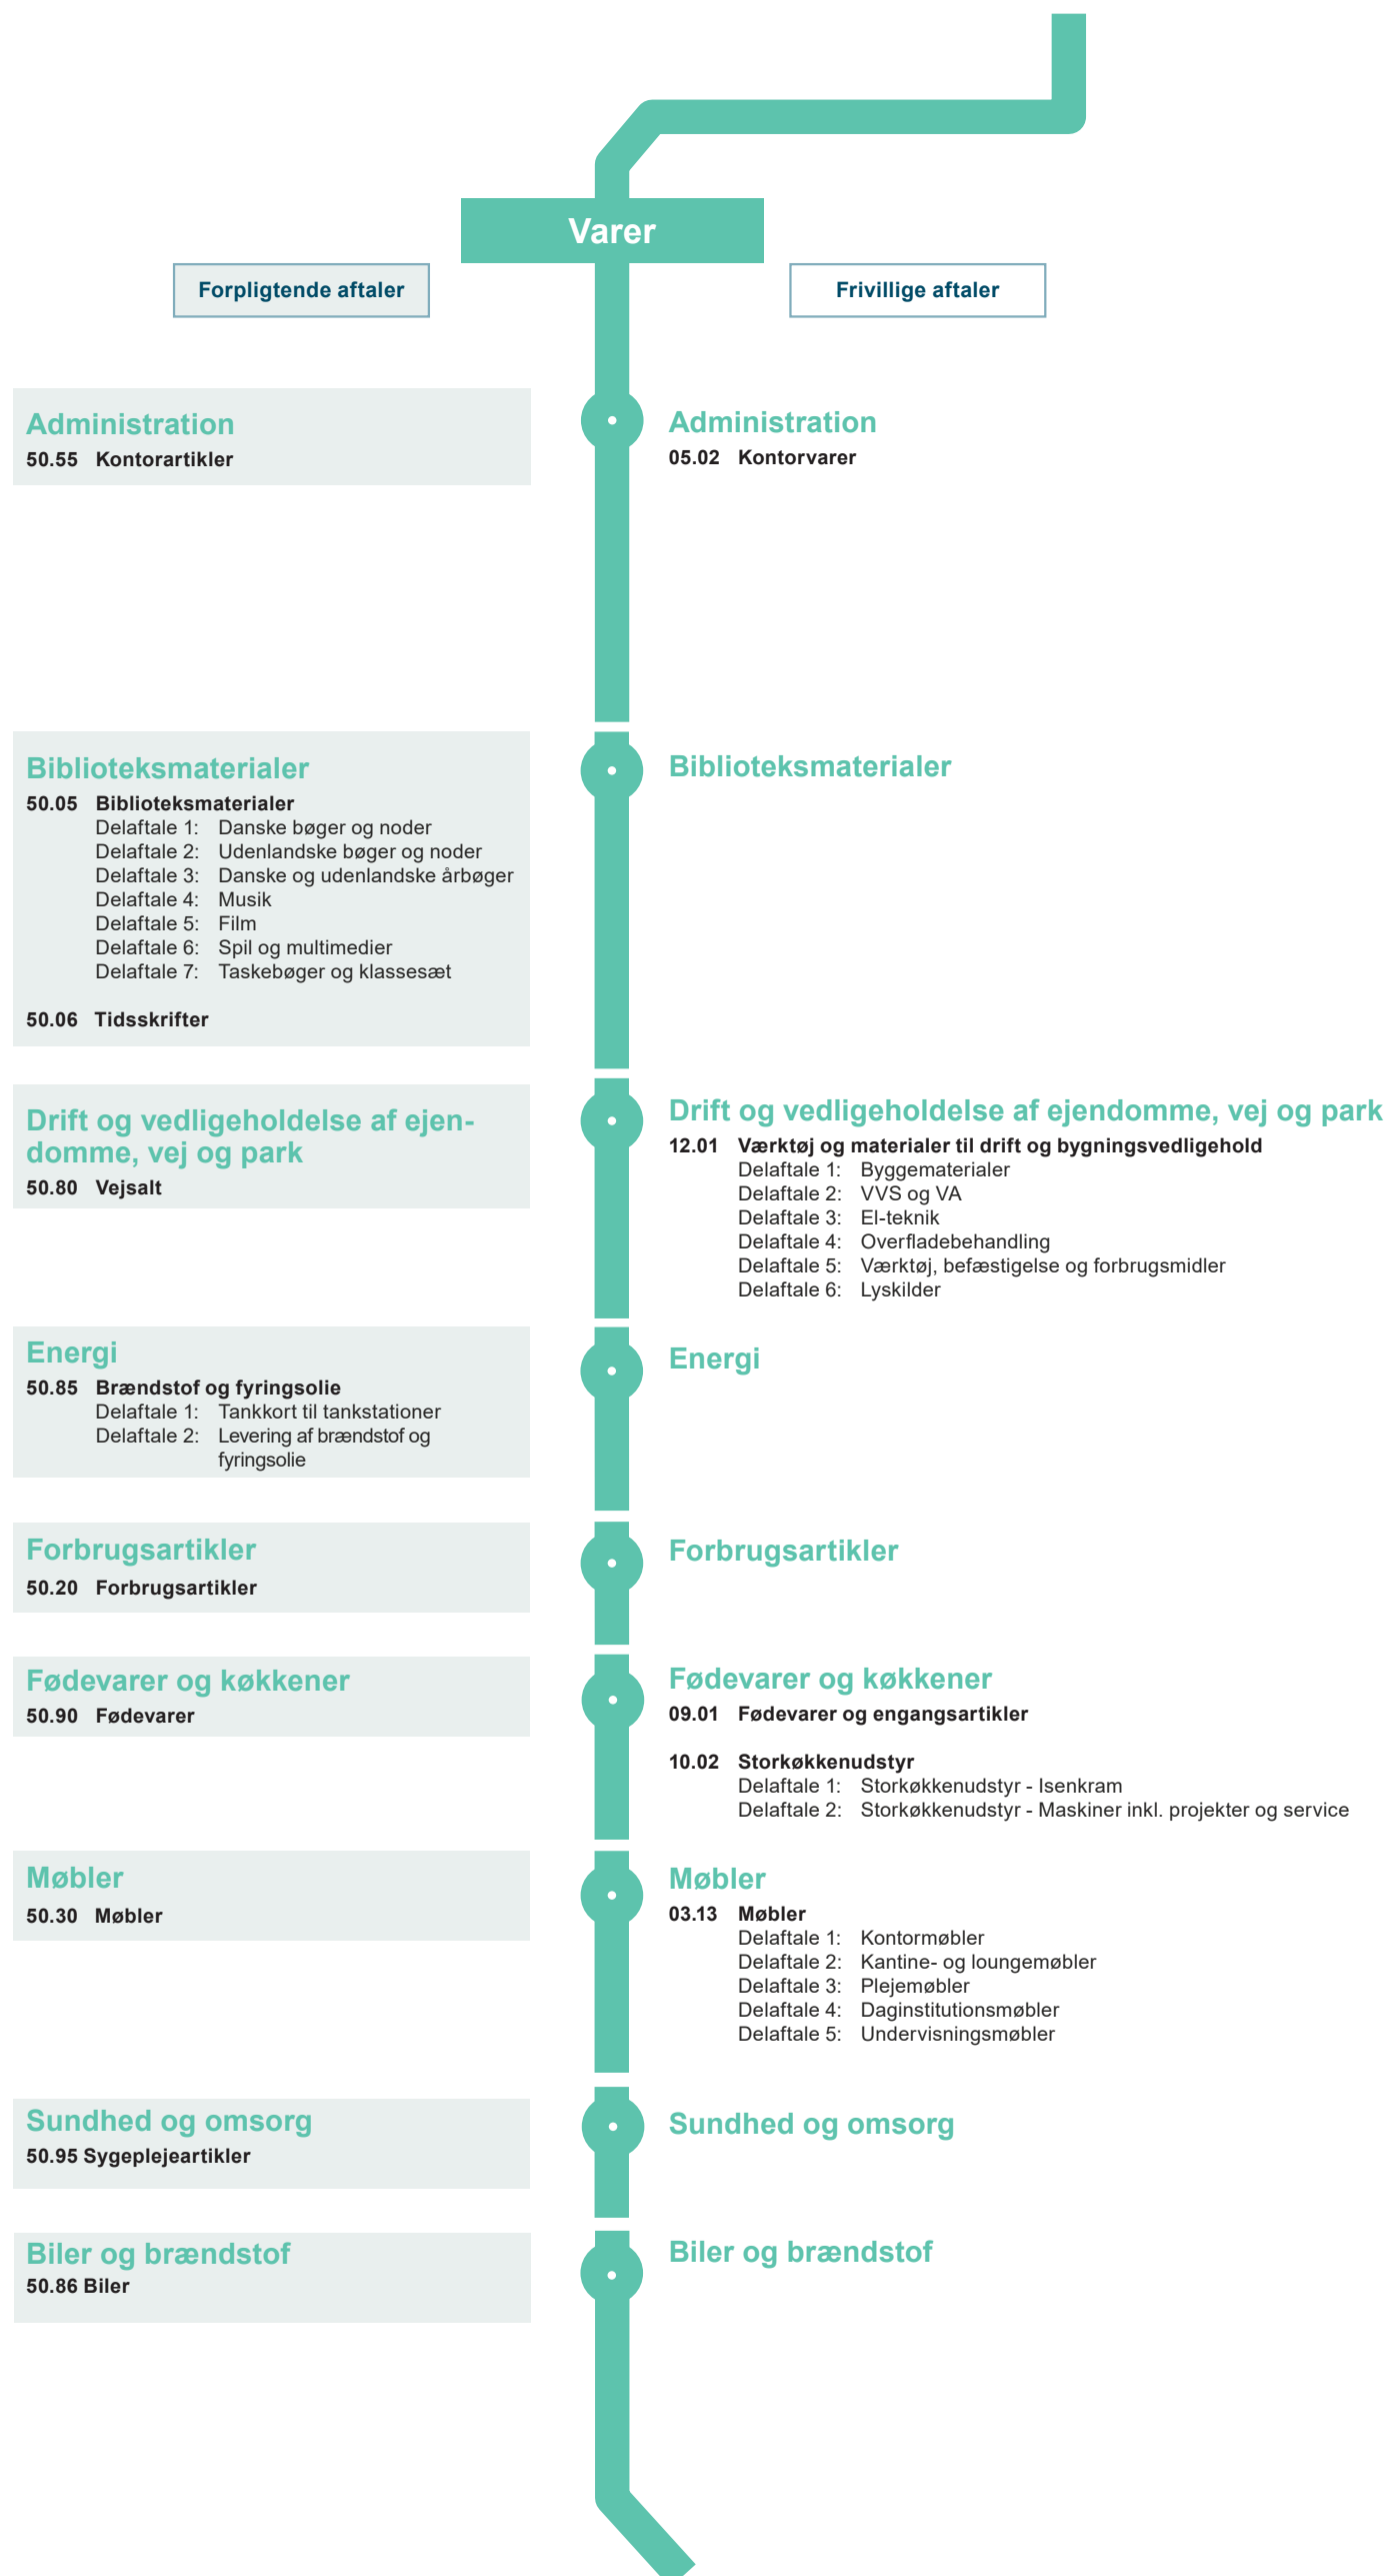 Varer
Forpligtende aftaler
Frivillige aftaler
Administration
50.55 Kontorartikler
Administration
05.02 Kontorvarer
Biblioteksmaterialer
50.05 Biblioteksmaterialer
Delaftale 1: Danske bøger og noder
Delaftale 2: Udenlandske bøger og noder
Delaftale 3: Danske og udenlandske årbøger
Delaftale 4: Musik
Delaftale 5: Film
Delaftale 6: Spil og multimedier
Delaftale 7: Taskebøger og klassesæt
50.06 Tidsskrifter
Biblioteksmaterialer
Drift og vedligeholdelse af ejen-
domme, vej og park
50.80 Vejsalt
Drift og vedligeholdelse af ejendomme, vej og park
12.01 Værktøj og materialer til drift og bygningsvedligehold
Delaftale 1: Byggematerialer
Delaftale 2: VVS og VA
Delaftale 3: El-teknik
Delaftale 4: Overfladebehandling
Delaftale 5: Værktøj, befæstigelse og forbrugsmidler
Delaftale 6: Lyskilder
Energi
50.85 Brændstof og fyringsolie
Delaftale 1: Tankkort til tankstationer
Delaftale 2: Levering af brændstof og
fyringsolie
Energi
Forbrugsartikler
50.20 Forbrugsartikler
Forbrugsartikler
Fødevarer og køkkener
50.90 Fødevarer
Fødevarer og køkkener
09.01 Fødevarer og engangsartikler
10.02 Storkøkkenudstyr
Delaftale 1: Storkøkkenudstyr - Isenkram
Delaftale 2: Storkøkkenudstyr - Maskiner inkl. projekter og service
Møbler
50.30 Møbler
Møbler
03.13 Møbler
Delaftale 1: Kontormøbler
Delaftale 2: Kantine- og loungemøbler
Delaftale 3: Plejemøbler
Delaftale 4: Daginstitutionsmøbler
Delaftale 5: Undervisningsmøbler
Sundhed og omsorg
50.95 Sygeplejeartikler
Sundhed og omsorg
Biler og brændstof
50.86 Biler
Biler og brændstof